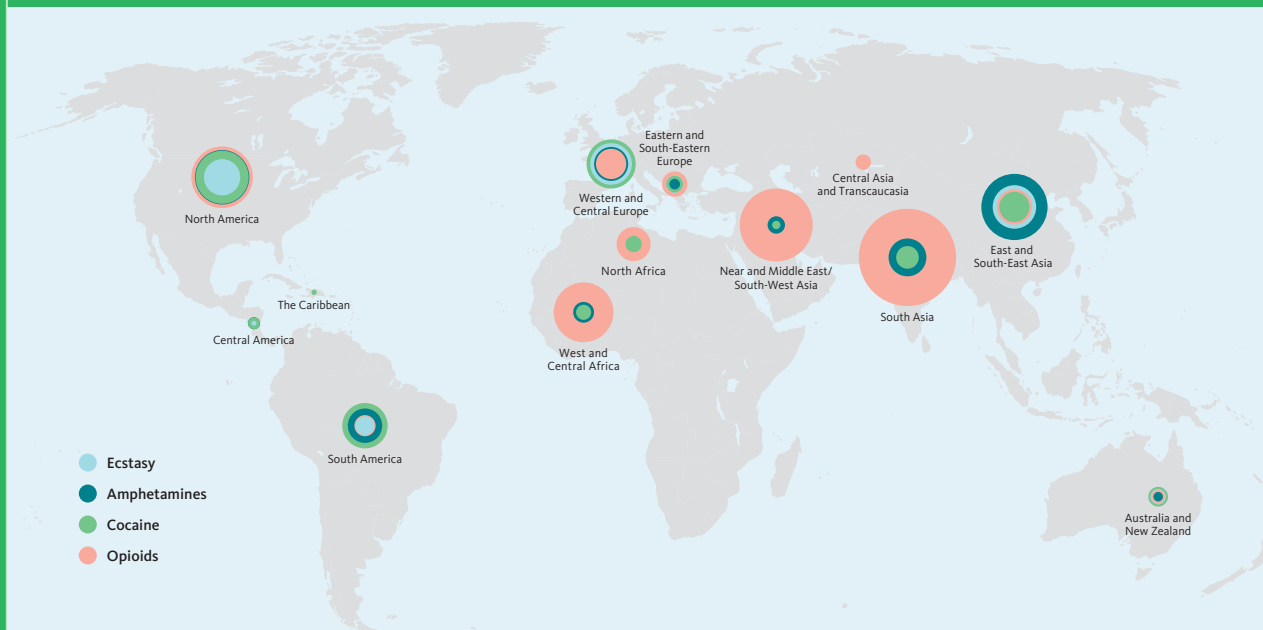 Eastern and
South-Eastern
Europe
North America
Western and
Central Europe
Central Asia
and Transcaucasia
North Africa
Near and Middle East/
South-West Asia
East and
South-East Asia
The Caribbean
Central America
South Asia
West and
Central Africa
South America
Ecstasy
Amphetamines
Cocaine
Opioids
Australia and
New Zealand